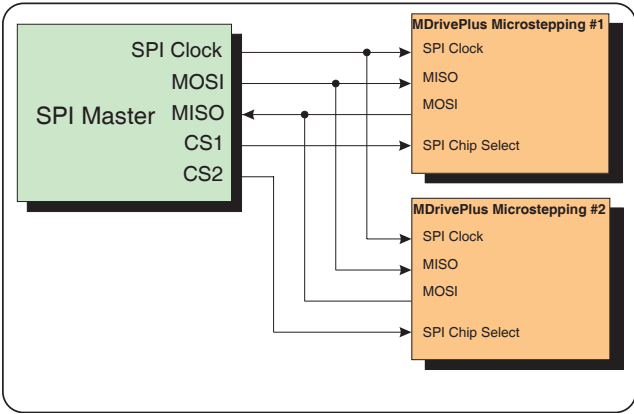 SPI Master
SPI Clock
MOSI
MISO
CS1
CS2
MDrivePlus Microstepping #1
SPI Clock
MISO
MOSI
SPI Chip Select
MDrivePlus Microstepping #2
SPI Clock
MISO
MOSI
SPI Chip Select